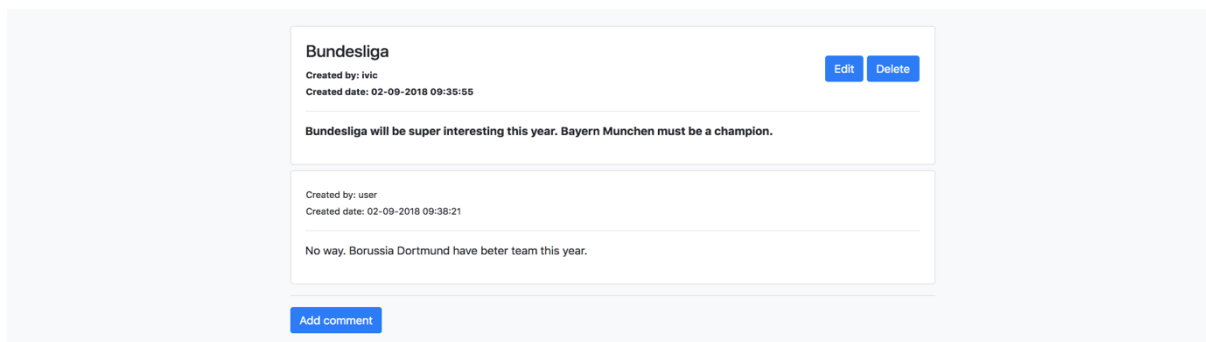 Bundesliga
Edit
Delete
Created by: ivic
Created date: 02-09-2018 09:35:55
Bundesliga will be super interesting this year. Bayern Munchen must be a champion.
Created by: user
Created date: 02-09-2018 09:38:21
No way. Borussia Dortmund have beter team this year.
Add comment